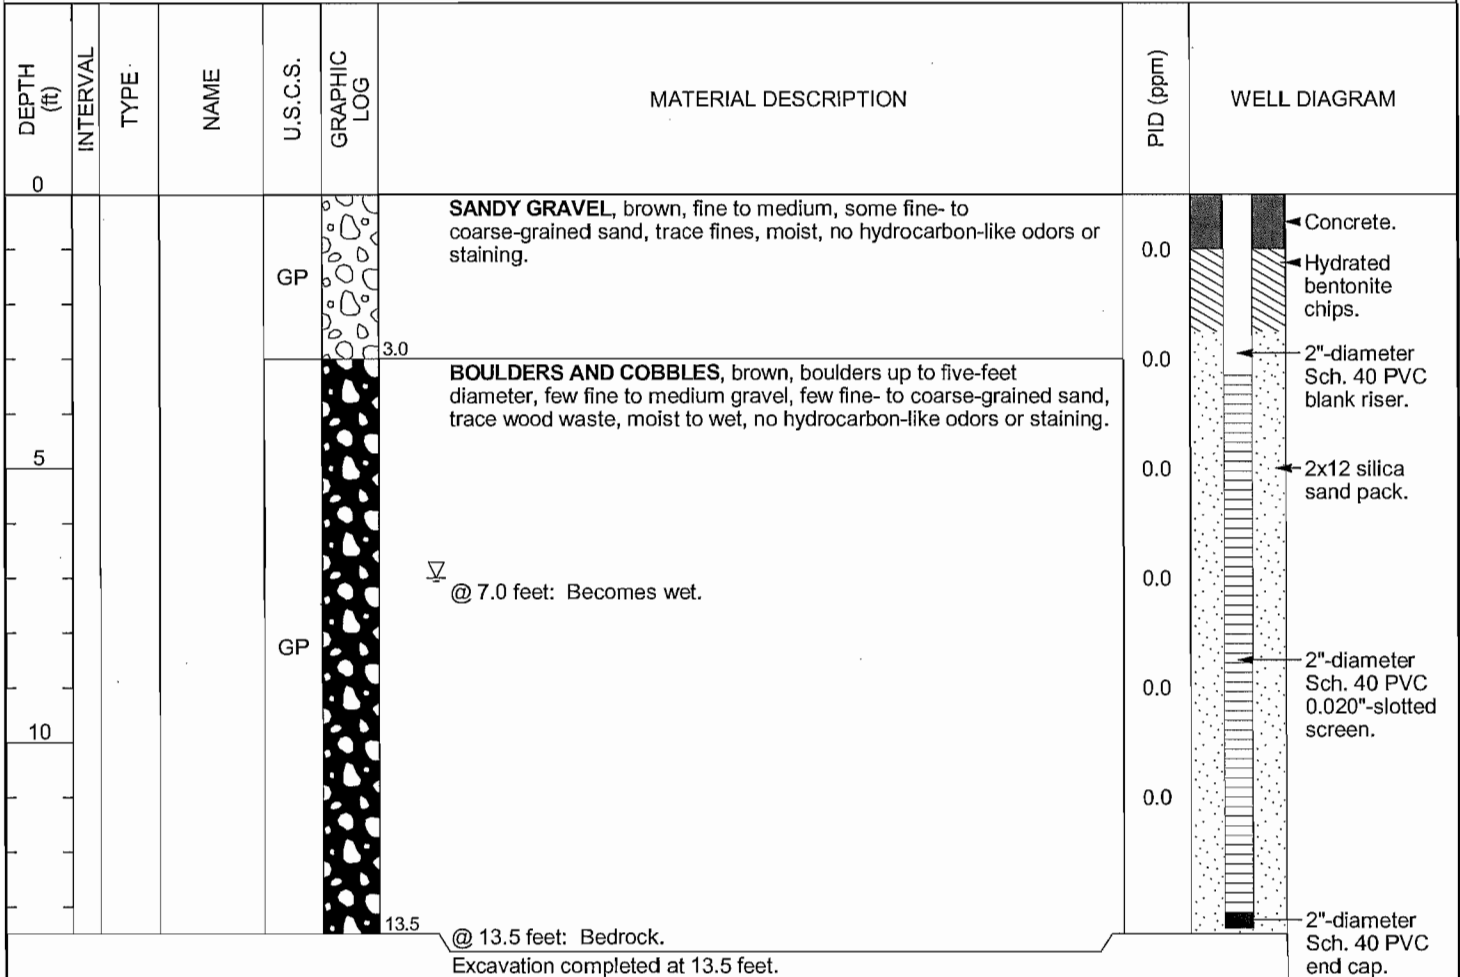 DEPTH
(ft)
INTERVAL
TYPE
NAME
U.S.C.S.
GRAPHIC
LOG
MATERIAL DESCRIPTION
PID (ppm)
WELL DIAGRAM
0
SANDY GRAVEL, brown, fine to medium, some fine- to
coarse-grained sand, trace fines, moist, no hydrocarbon-like odors or
staining.
GP
3.0
0.0
Concrete.
Hydrated
bentonite
chips.
BOULDERS AND COBBLES, brown, boulders up to five-feet
diameter, few fine to medium gravel, few fine- to coarse-grained sand,
trace wood waste, moist to wet, no hydrocarbon-like odors or staining.
0.0
2"-diameter
Sch. 40 PVC
blank riser.
5
0.0
2x12 silica
sand pack.
@ 7.0 feet: Becomes wet.
0.0
GP
0.0
2"-diameter
Sch. 40 PVC
0.020"-slotted
screen.
10
0.0
13.5
@ 13.5 feet: Bedrock.
Excavation completed at 13.5 feet.
2"-diameter
Sch. 40 PVC
end cap.